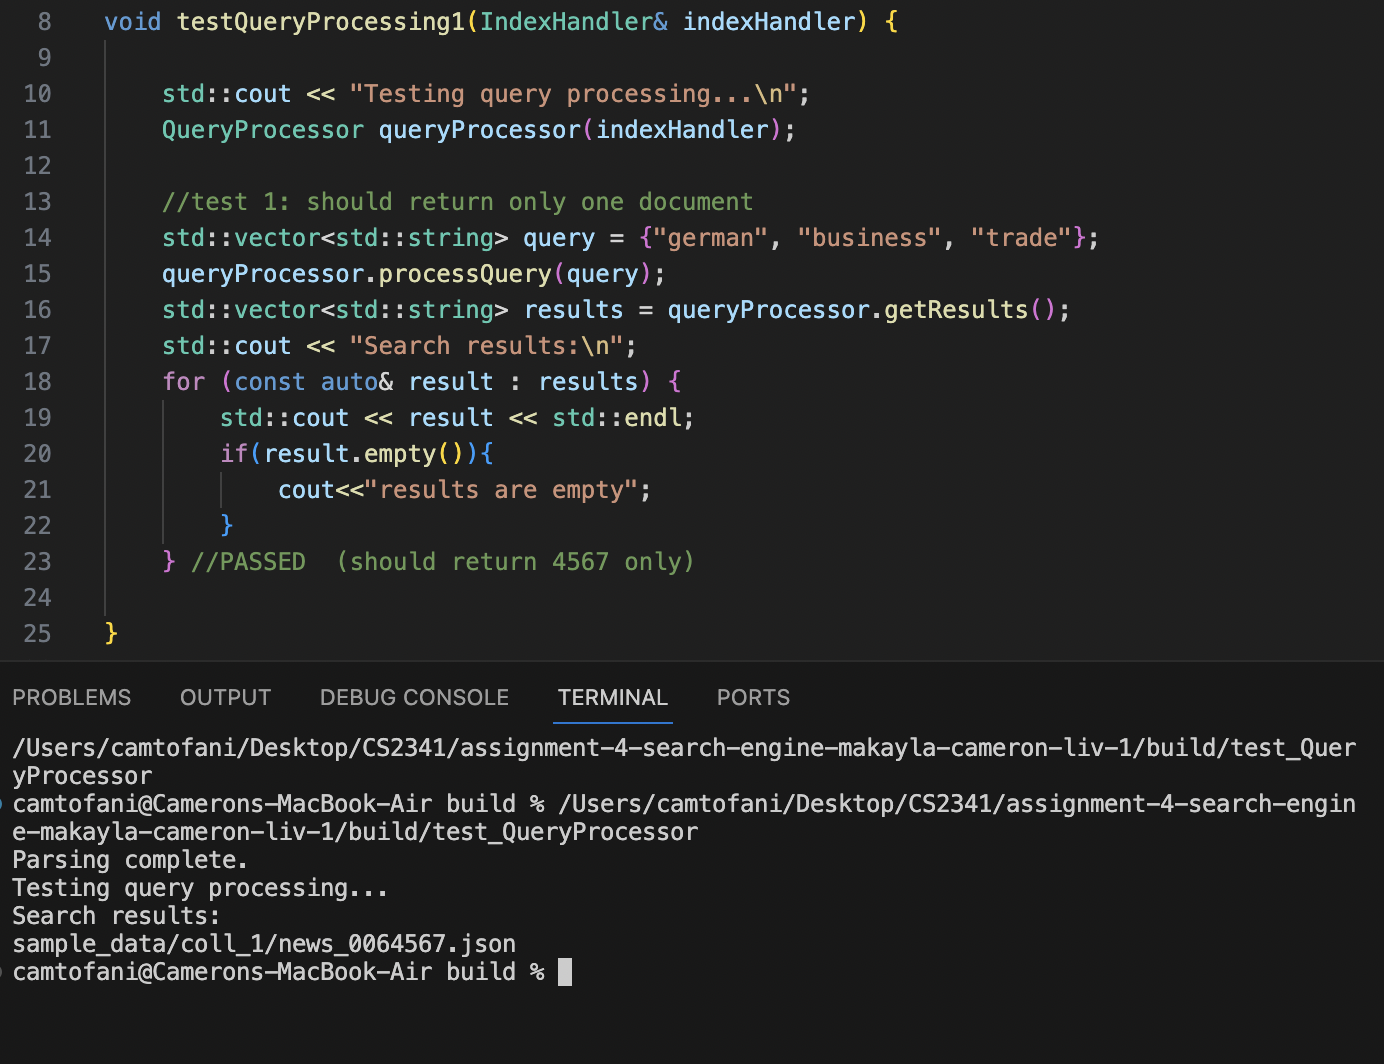 8 void testQueryProcessing1(IndexHandler& indexHandler) {
9
10 std::cout << "Testing query processing...\n";
11 QueryProcessor queryProcessor(indexHandler);
12
13 //test 1: should return only one document
14 std::vector<std::string> query = {"german", "business", "trade"};
15 queryProcessor.processQuery(query);
16 std::vector<std::string> results = queryProcessor.getResults();
17 std::cout << "Search results:\n";
18 for (const auto& result : results) {
19 std::cout << result << std::endl;
20 if(result.empty()){
21 cout<<"results are empty";
22 }
23 } //PASSED  (should return 4567 only)
24
25 }
PROBLEMS OUTPUT DEBUG CONSOLE TERMINAL PORTS
/Users/camtofani/Desktop/CS2341/assignment-4-search-engine-makayla-cameron-liv-1/build/test_Quer
yProcessor
camtofani@Camerons-MacBook-Air build % /Users/camtofani/Desktop/CS2341/assignment-4-search-engin
e-makayla-cameron-liv-1/build/test_QueryProcessor
Parsing complete.
Testing query processing...
Search results:
sample_data/coll_1/news_0064567.json
camtofani@Camerons-MacBook-Air build %